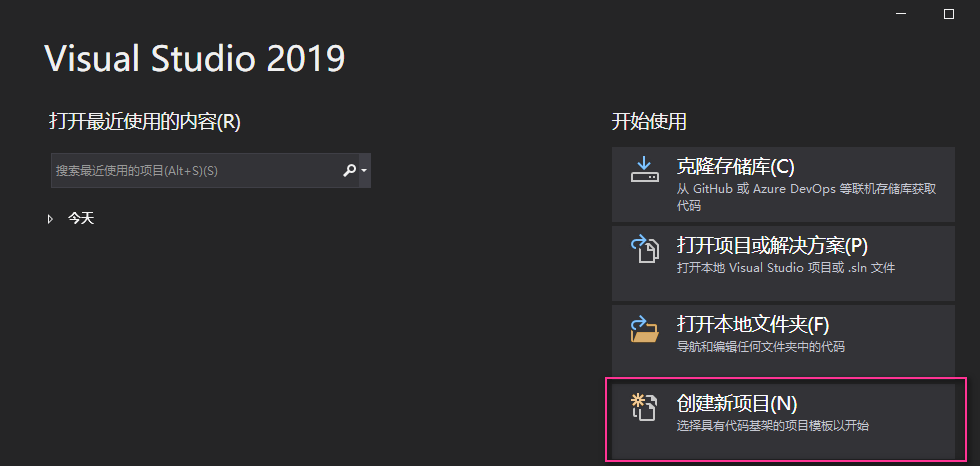 Visual Studio 2019
打开最近使用的内容(R)
搜索最近使用的项目(Alt+S)(S)
今天
开始使用
克隆存储库(C)
从 GitHub 或 Azure DevOps 等联机存储库获取
代码
打开项目或解决方案(P)
打开本地 Visual Studio 项目或 .sln 文件
打开本地文件夹(F)
导航和编辑任何文件夹中的代码
创建新项目(N)
选择具有代码基架的项目模板以开始